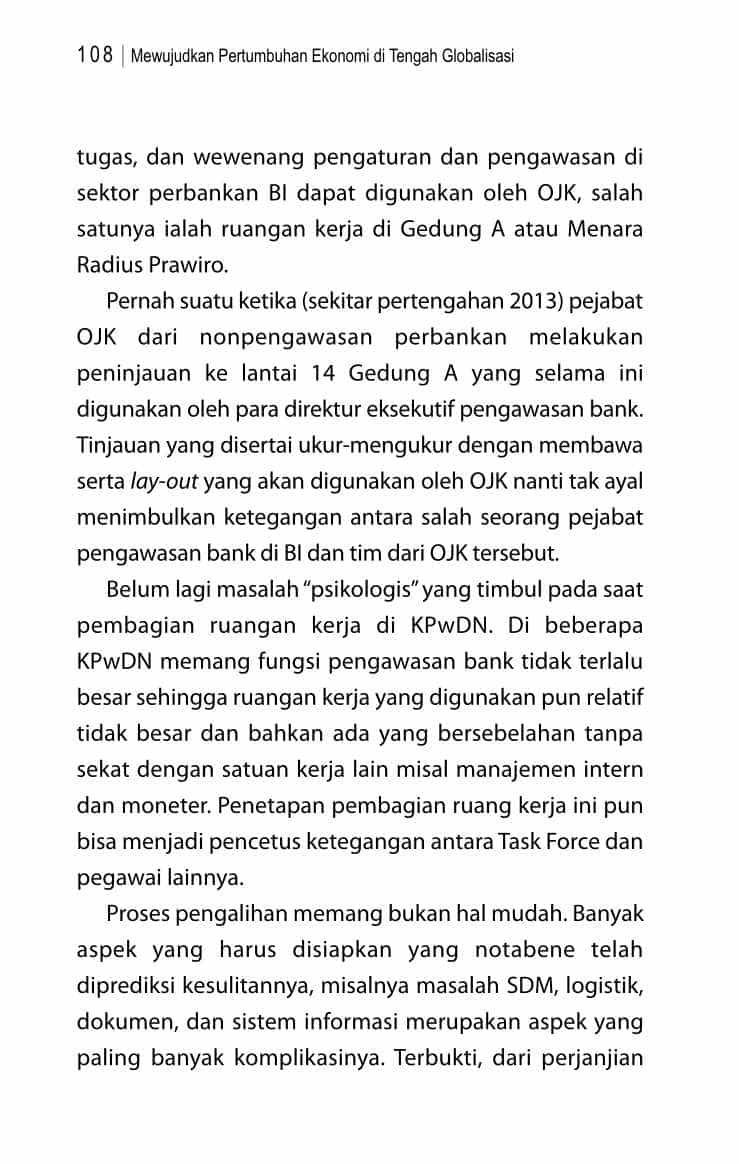 108 | Mewujudkan Pertumbuhan Ekonomi di Tengah Globalisasi
tugas, dan wewenang pengaturan dan pengawasan di
sektor perbankan BI dapat digunakan oleh OJK, salah
satunya ialah ruangan kerja di Gedung A atau Menara
Radius Prawiro.
Pernah suatu ketika (sekitar pertengahan 2013) pejabat
OJK dari nonpengawasan perbankan melakukan
peninjauan ke lantai 14 Gedung A yang selama ini
digunakan oleh para direktur eksekutif pengawasan bank.
Tinjauan yang disertai ukur-mengukur dengan membawa
serta lay-out yang akan digunakan oleh OJK nanti tak ayal
menimbulkan ketegangan antara salah seorang pejabat
pengawasan bank di BI dan tim dari OJK tersebut.
Belum lagi masalah “psikologis” yang timbul pada saat
pembagian ruangan kerja di KPwDN. Di beberapa
KPwDN memang fungsi pengawasan bank tidak terlalu
besar sehingga ruangan kerja yang digunakan pun relatif
tidak besar dan bahkan ada yang bersebelahan tanpa
sekat dengan satuan kerja lain misal manajemen intern
dan moneter. Penetapan pembagian ruang kerja ini pun
bisa menjadi pencetus ketegangan antara Task Force dan
pegawai lainnya.
Proses pengalihan memang bukan hal mudah. Banyak
aspek yang harus disiapkan yang notabene telah
diprediksi kesulitannya, misalnya masalah SDM, logistik,
dokumen, dan sistem informasi merupakan aspek yang
paling banyak komplikasinya. Terbukti, dari perjanjian